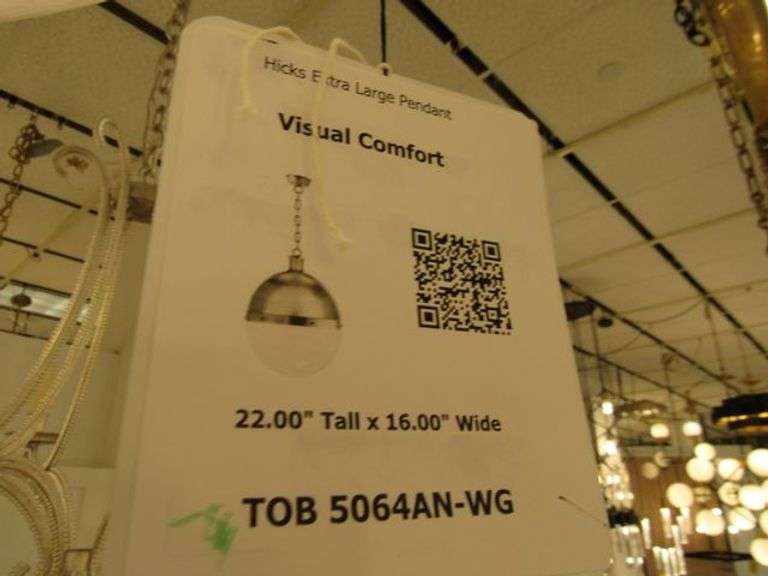 Hicks Extra Large Pendant
Visual Comfort
22.00" Tall x 16.00" Wide
TOB 5064AN-WG